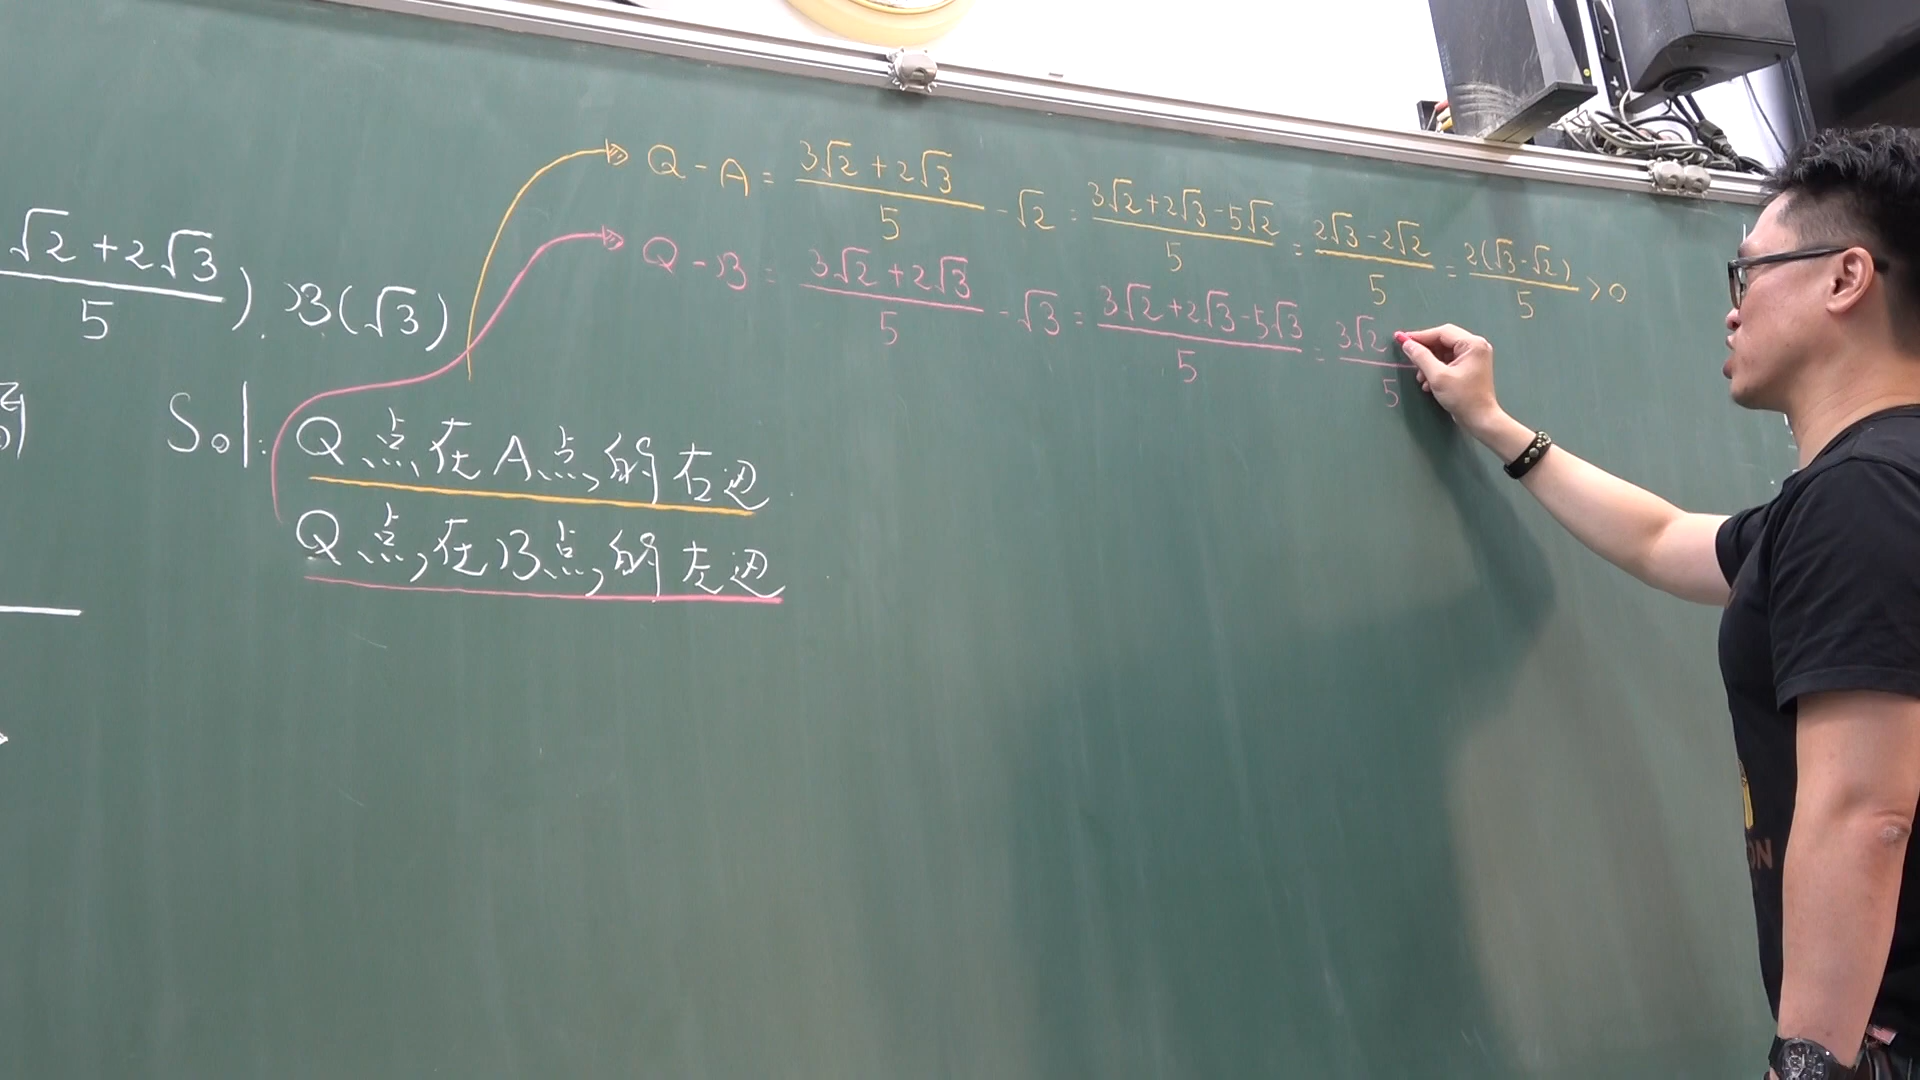 Q - A = (3√2 + 2√3)/5 - √2 = (3√2 + 2√3 - 5√2)/5 = (2√3 - 2√2)/5 = 2(√3 - √2)/5 > 0
Q - B = (3√2 + 2√3)/5 - √3 = (3√2 + 2√3 - 5√3)/5 = (3√2)/5
√2 + 2√3
5
) . B(√3)
Sol: Q点在A点的右边
Q点在B点的左边
ON